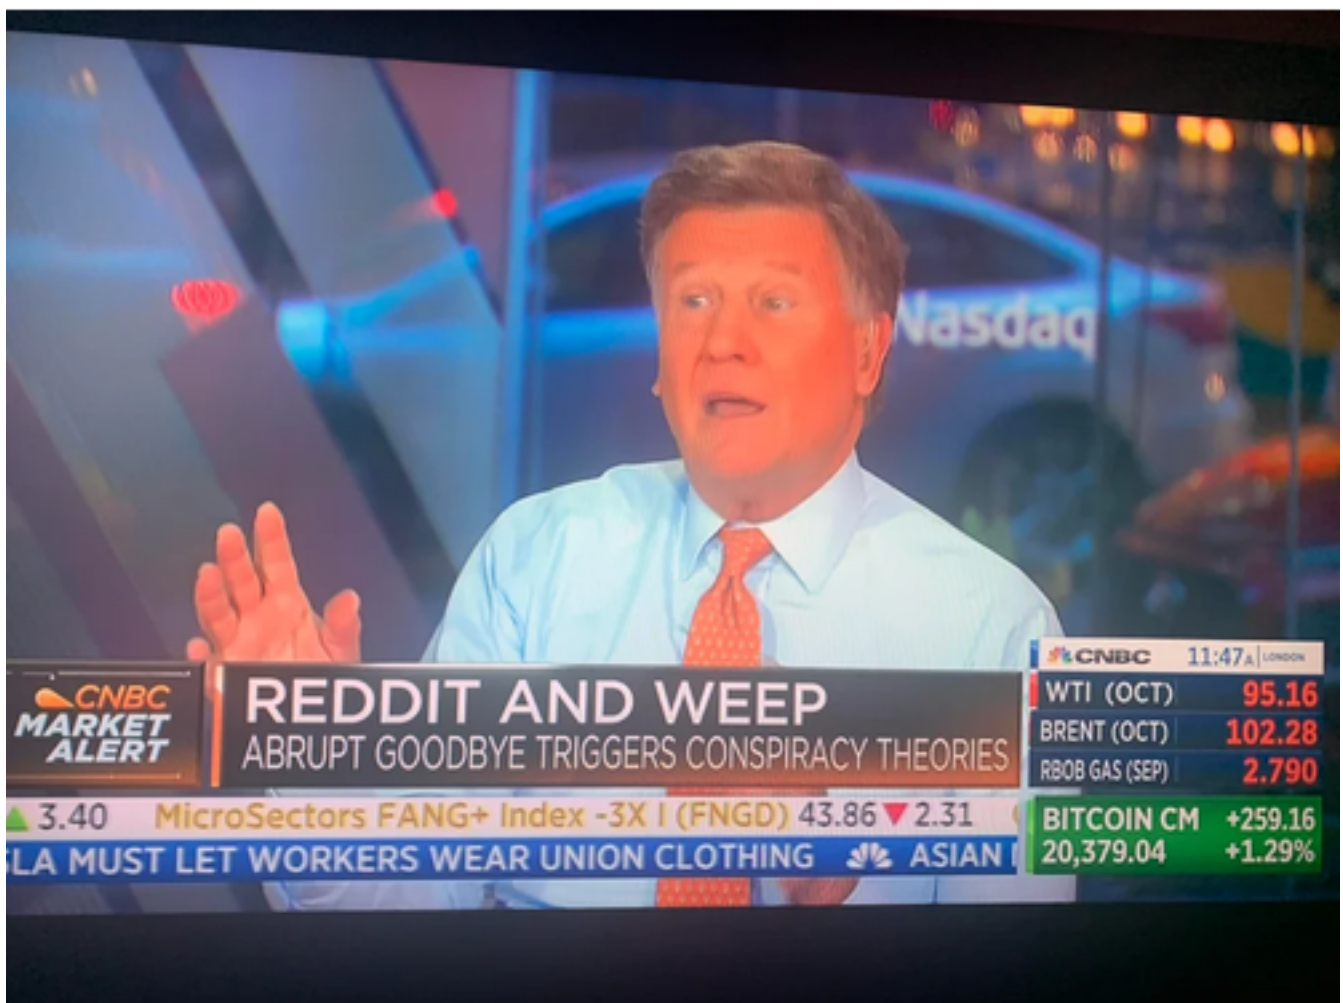 Nasdaq
CNBC 11:47A LONDON
WTI (OCT) 95.16
BRENT (OCT) 102.28
RBOB GAS (SEP) 2.790
CNBC
MARKET
ALERT
REDDIT AND WEEP
ABRUPT GOODBYE TRIGGERS CONSPIRACY THEORIES
3.40 MicroSectors FANG+ Index -3X I (FNGD) 43.86 ▼ 2.31
SLA MUST LET WORKERS WEAR UNION CLOTHING ASIAN
BITCOIN CM +259.16
20,379.04 +1.29%